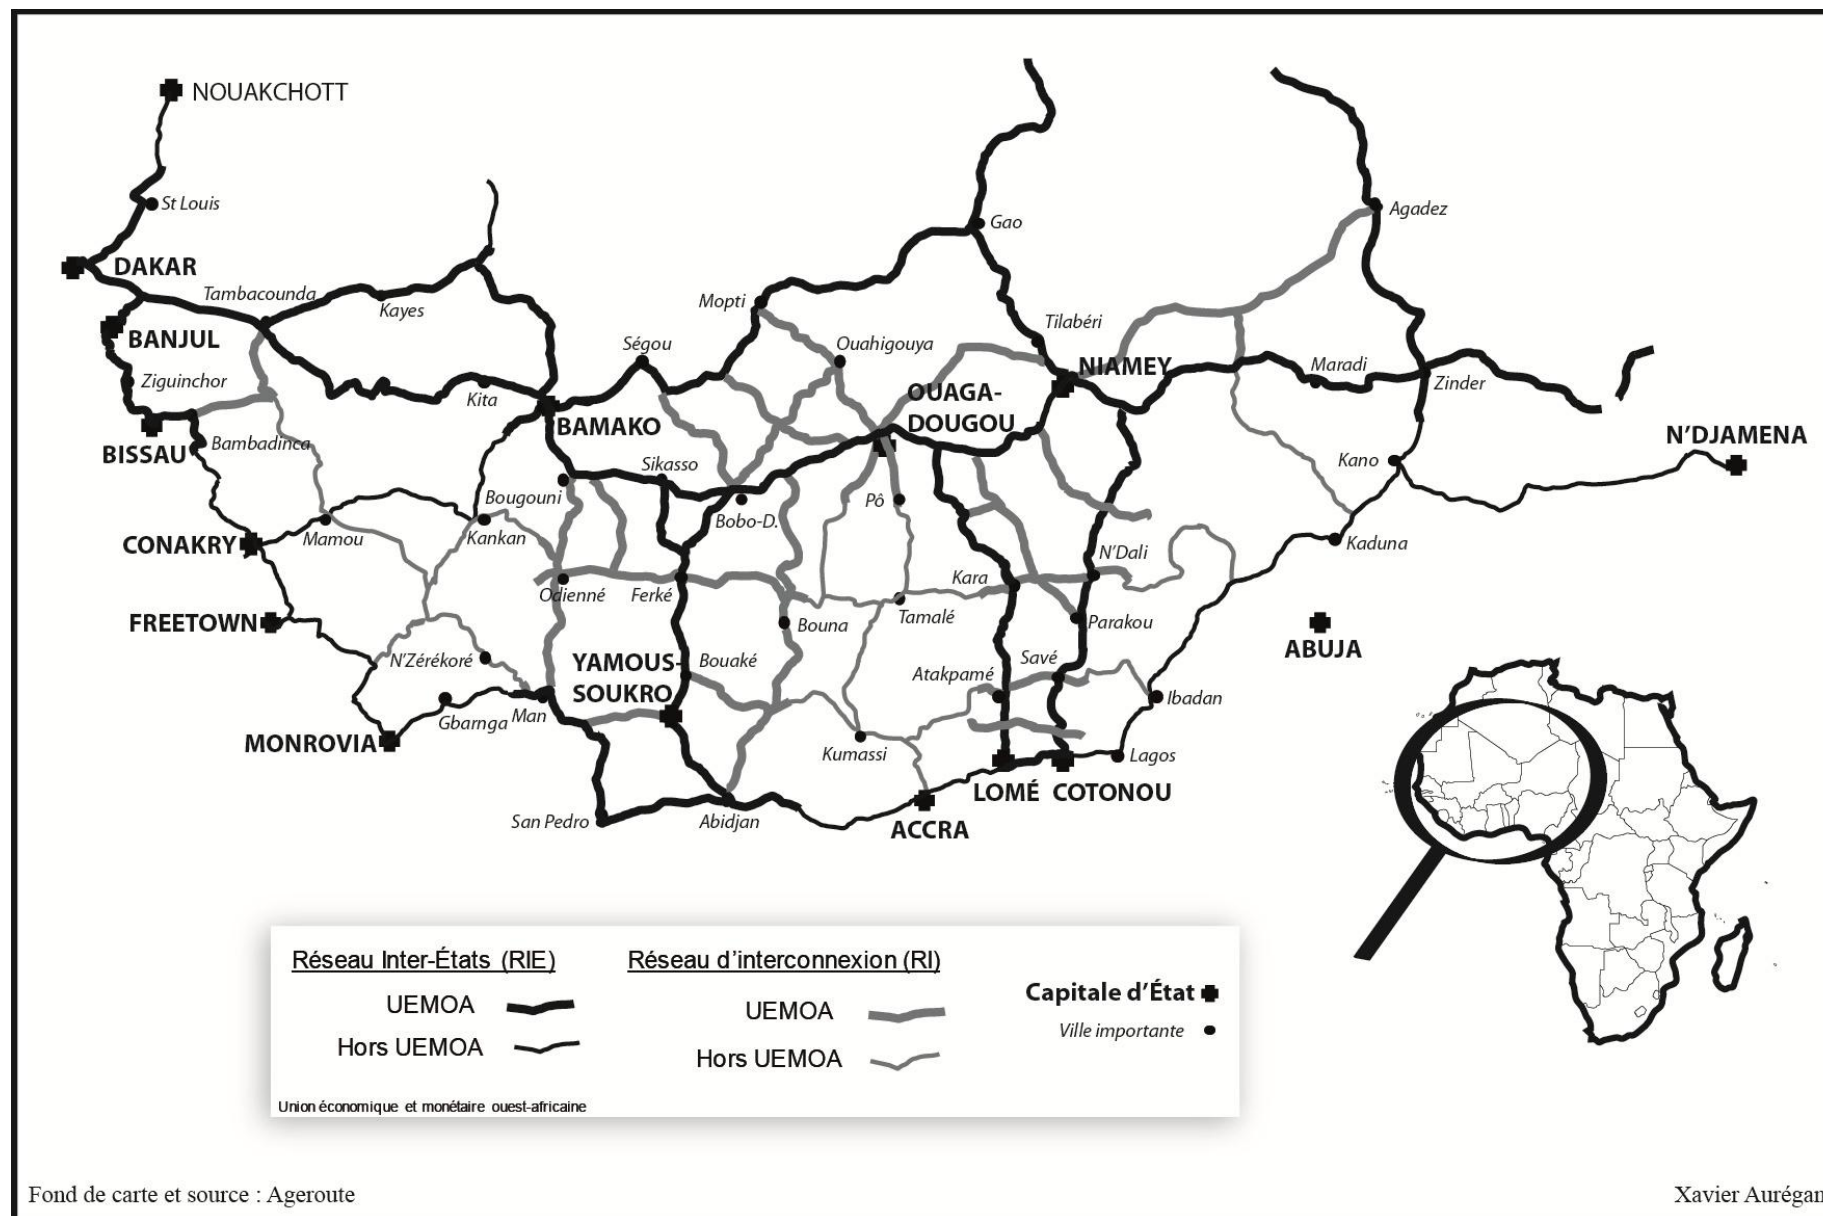 NOUAKCHOTT
St Louis
Agadez
Gao
DAKAR
Tambacounda
Kayes
Mopti
Tilabéri
BANJUL
Ségou
Ouahigouya
NIAMEY
Maradi
Ziguinchor
Kita
Zinder
OUAGA-
DOUGOU
BAMAKO
BISSAU
Bambadinca
N'DJAMENA
Kano
Sikasso
Bougouni
Pô
Bobo-D.
CONAKRY
Mamou
Kankan
Kaduna
N'Dali
Kara
Odienné
Ferké
FREETOWN
Bouna
Tamalé
Parakou
ABUJA
N'Zérékoré
YAMOUS-
SOUKRO
Bouaké
Atakpamé
Savé
Ibadan
Gbarnga
Man
MONROVIA
Kumassi
Lagos
LOMÉ
COTONOU
San Pedro
Abidjan
ACCRA
Réseau Inter-États (RIE)
UEMOA
Hors UEMOA
Réseau d'interconnexion (RI)
UEMOA
Hors UEMOA
Capitale d'État
Ville importante
Union économique et monétaire ouest-africaine
Fond de carte et source : Ageroute
Xavier Aurégan